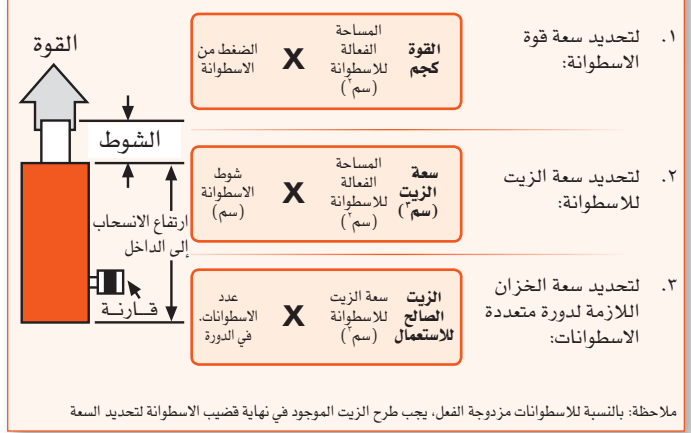 ١. لتحديد سعة قوة
الاسطوانة:
القوة
كجم
المساحة
الفعالة
للاسطوانة
(سم٢)
X
الضغط من
الاسطوانة
٢. لتحديد سعة الزيت
للاسطوانة:
سعة
الزيت
(سم٣)
المساحة
الفعالة
للاسطوانة
(سم٢)
X
شوط
الاسطوانة
(سم)
٣. لتحديد سعة الخزان
اللازمة لدورة متعددة
الاسطوانات:
الزيت
الصالح
للاستعمال
سعة الزيت
للاسطوانة
(سم٣)
X
عدد
الاسطوانات.
في الدورة
القوة
الشوط
ارتفاع الانسحاب
إلى الداخل
قـارنــة
ملاحظة: بالنسبة للاسطوانات مزدوجة الفعل، يجب طرح الزيت الموجود في نهاية قضيب الاسطوانة لتحديد السعة